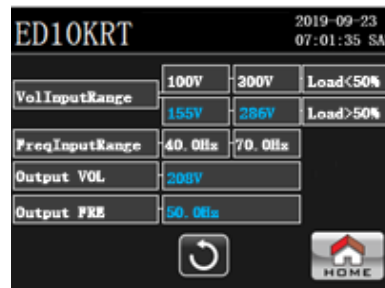 ED10KRT
2019-09-23
07:01:35 SA
VolInputRange
100V 300V Load<50%
155V 286V Load>50%
FreqInputRange 40.0Hz 70.0Hz
Output VOL 208V
Output FRE 50.0Hz
HOME